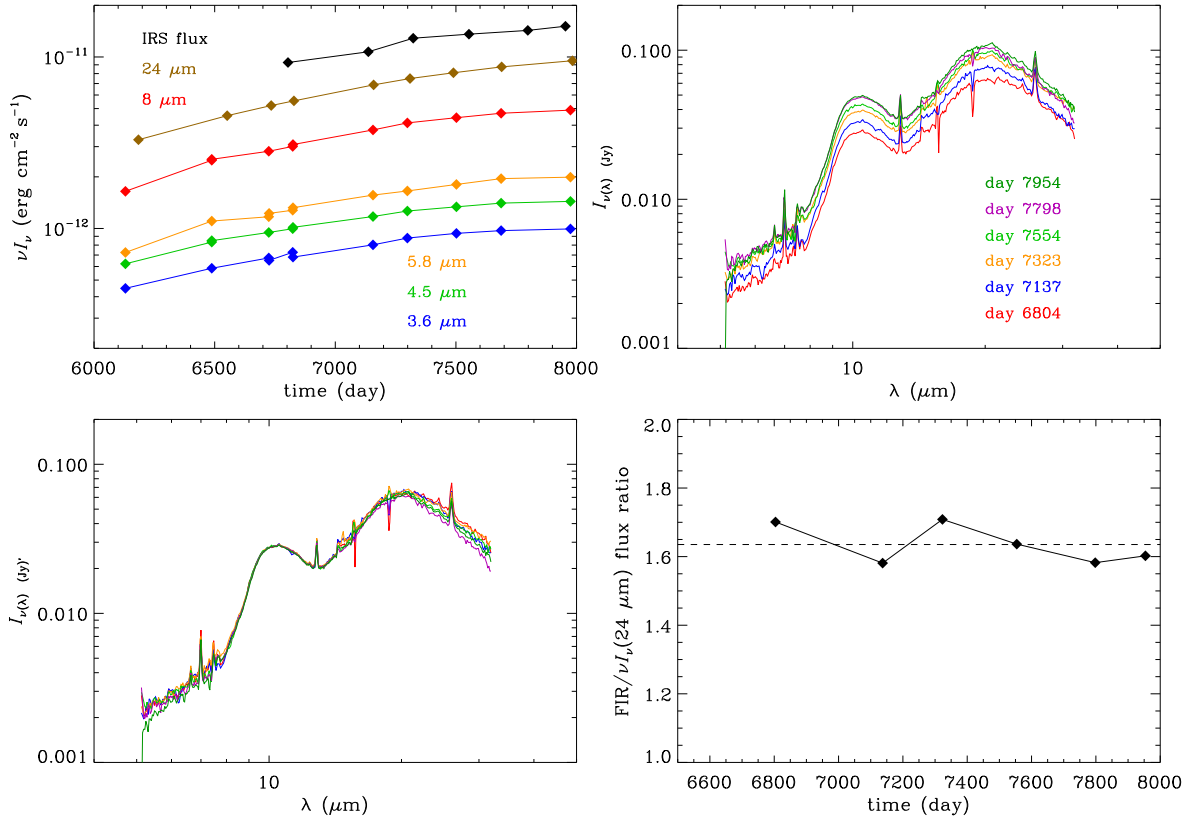 νIν (erg cm⁻² s⁻¹)
10⁻¹¹
10⁻¹²
IRS flux
24 μm
8 μm
5.8 μm
4.5 μm
3.6 μm
6000 6500 7000 7500 8000
time (day)
Iν(λ) (Jy)
0.100
0.010
0.001
day 7954
day 7798
day 7554
day 7323
day 7137
day 6804
10
λ (μm)
Iν(λ) (Jy)'
0.100
0.010
0.001
10
λ (μm)
FIR/νIν(24 μm) flux ratio
2.0
1.8
1.6
1.4
1.2
1.0
6600 6800 7000 7200 7400 7600 7800 8000
time (day)